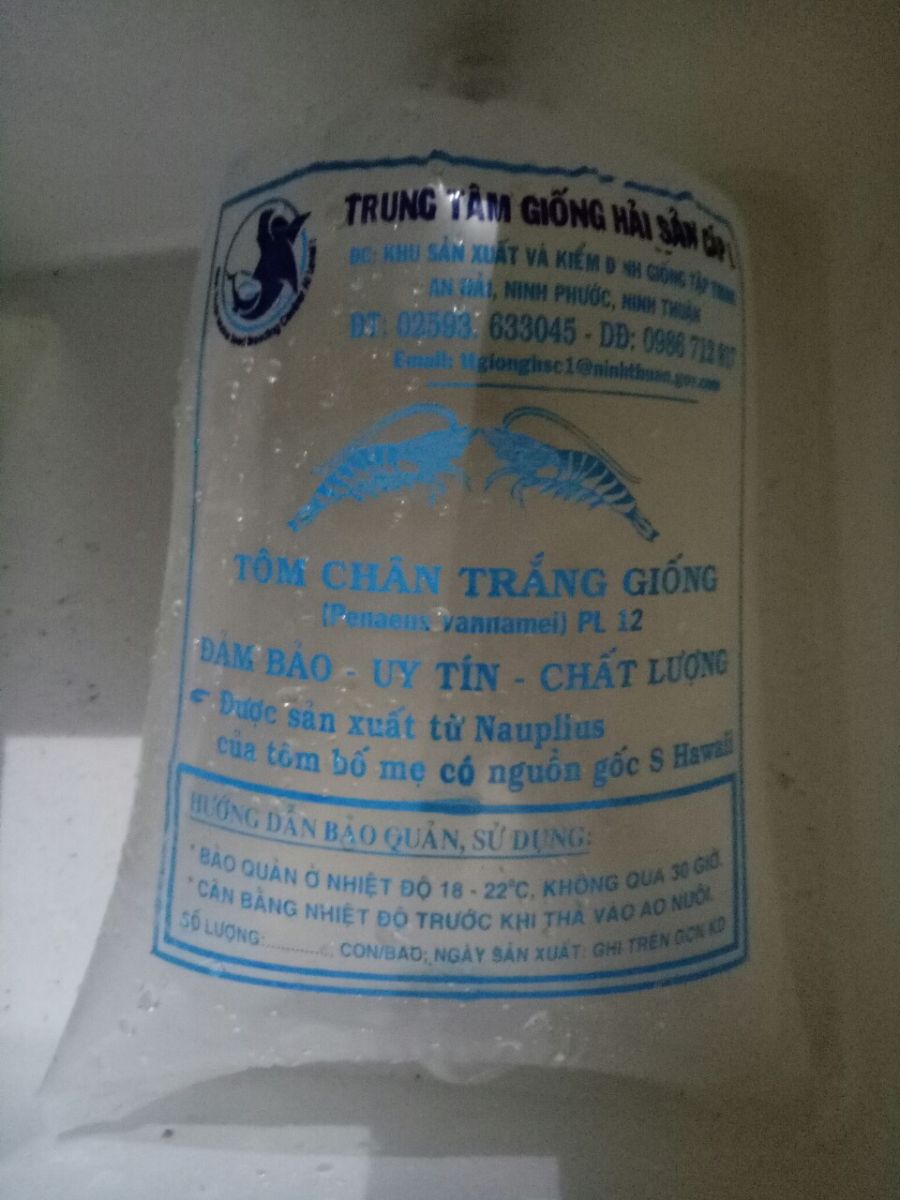 TRUNG TÂM GIỐNG HẢI SẢN CẤP
ĐC: KHU SẢN XUẤT VÀ KIỂM Đ NH GIỐNG TẬP TRUNG
AN HẢI, NINH PHƯỚC, NINH THUẬN
ĐT: 02593. 633045 - DĐ: 0986 712
Email: ttgionghsc1@ninhthuan.gov.com
TÔM CHÂN TRẮNG GIỐNG
(Penaeus vannamei) PL 12
ĐẢM BẢO - UY TÍN - CHẤT LƯỢNG
Được sản xuất từ Nauplius
của tôm bố mẹ có nguồn gốc S Hawaii
HƯỚNG DẪN BẢO QUẢN, SỬ DỤNG:
* BẢO QUẢN Ở NHIỆT ĐỘ 18 - 22°C, KHÔNG QUA 30 GIỜ.
* CÂN BẰNG NHIỆT ĐỘ TRƯỚC KHI THẢ VÀO AO NUÔI.
SỐ LƯỢNG:............. CON/BAO; NGÀY SẢN XUẤT: GHI TRÊN GCN KD